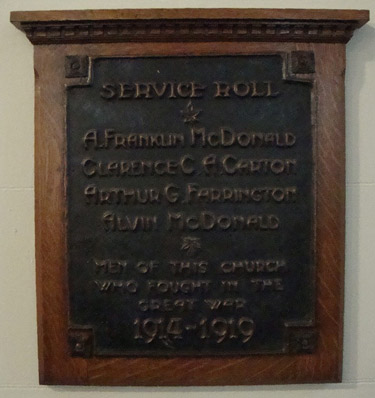 SERVICE ROLL
A. FRANKLIN McDONALD
CLARENCE C A. CARTON
ARTHUR G. FARRINGTON
ALVIN McDONALD
MEN OF THIS CHURCH
WHO FOUGHT IN THE
GREAT WAR
1914-1919